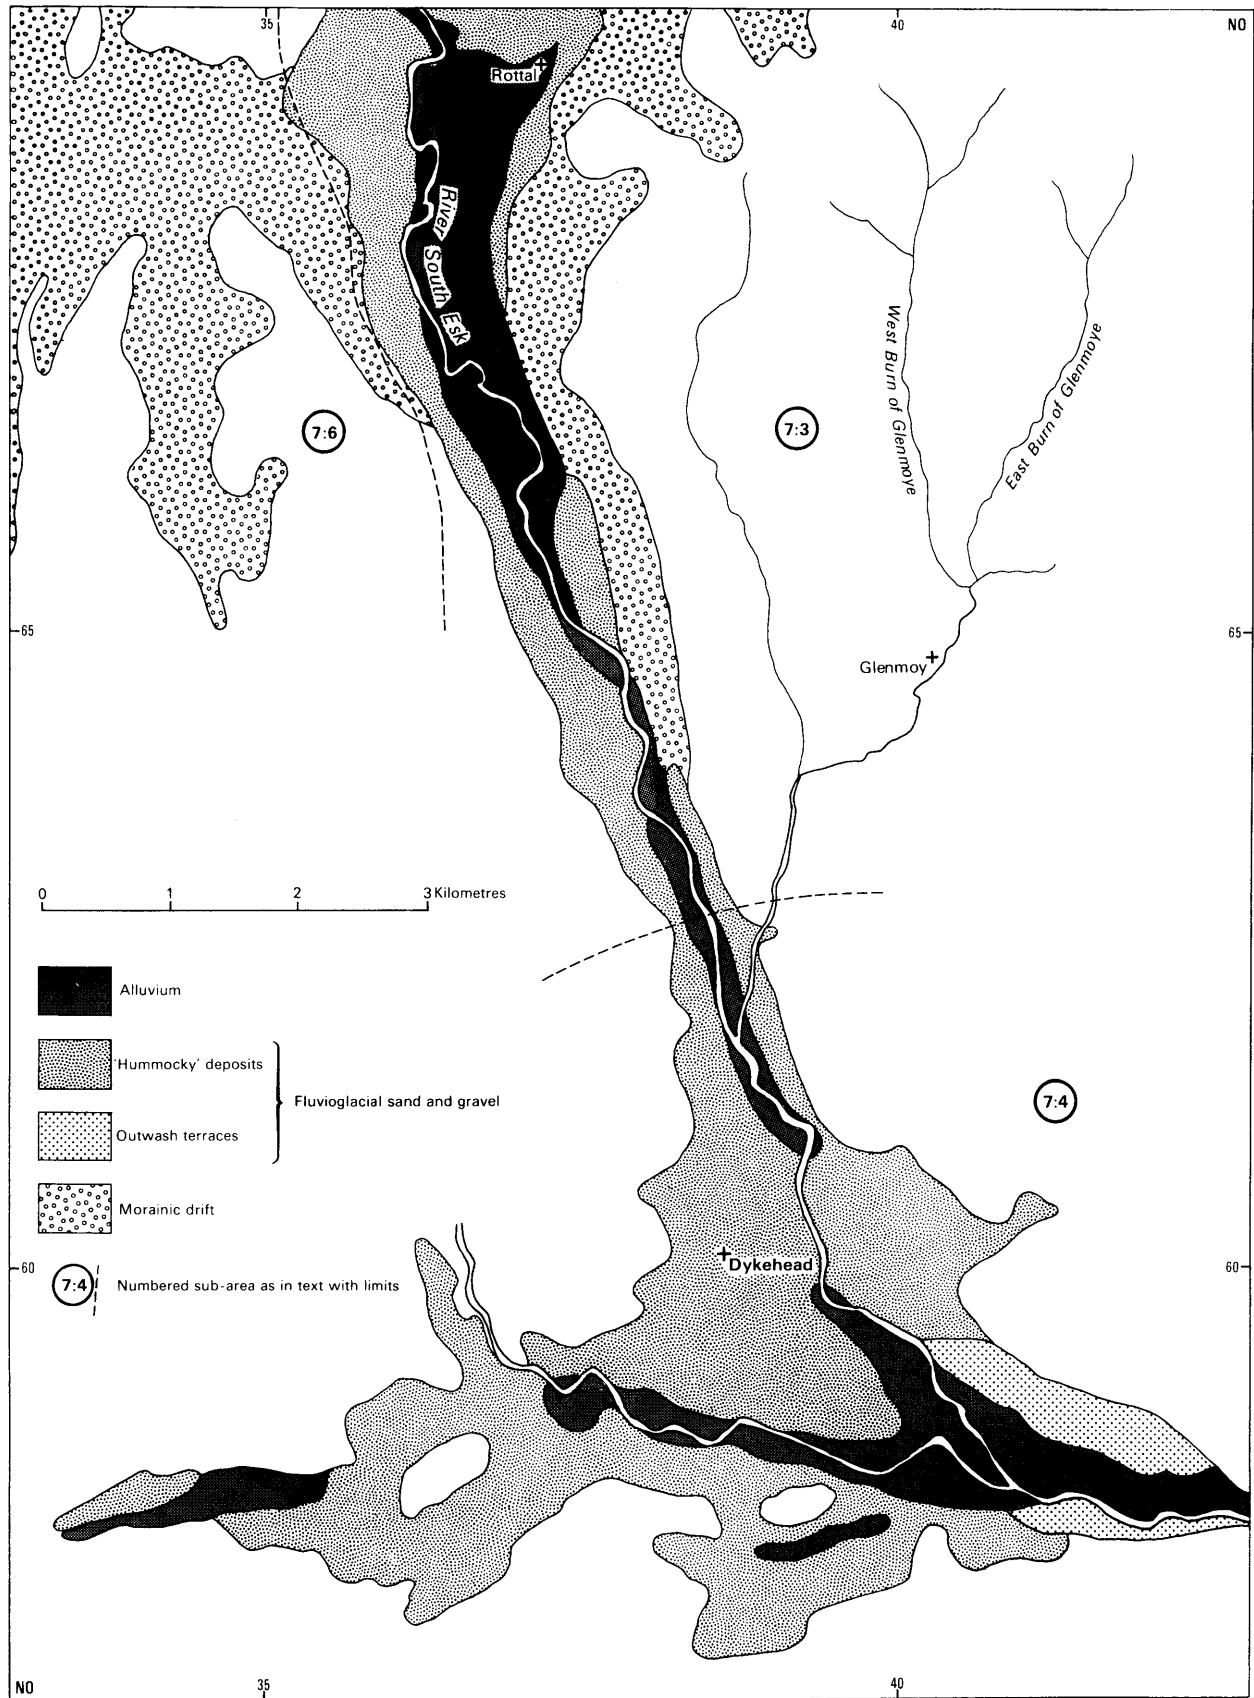 35
40
NO
Rottal
River South Esk
West Burn of Glenmoye
East Burn of Glenmoye
7:6
7:3
65
65
Glenmoy
0 1 2 3 Kilometres
Alluvium
'Hummocky' deposits
Fluvioglacial sand and gravel
7:4
Outwash terraces
Morainic drift
60
Dykehead
60
7:4 Numbered sub-area as in text with limits
NO
35
40